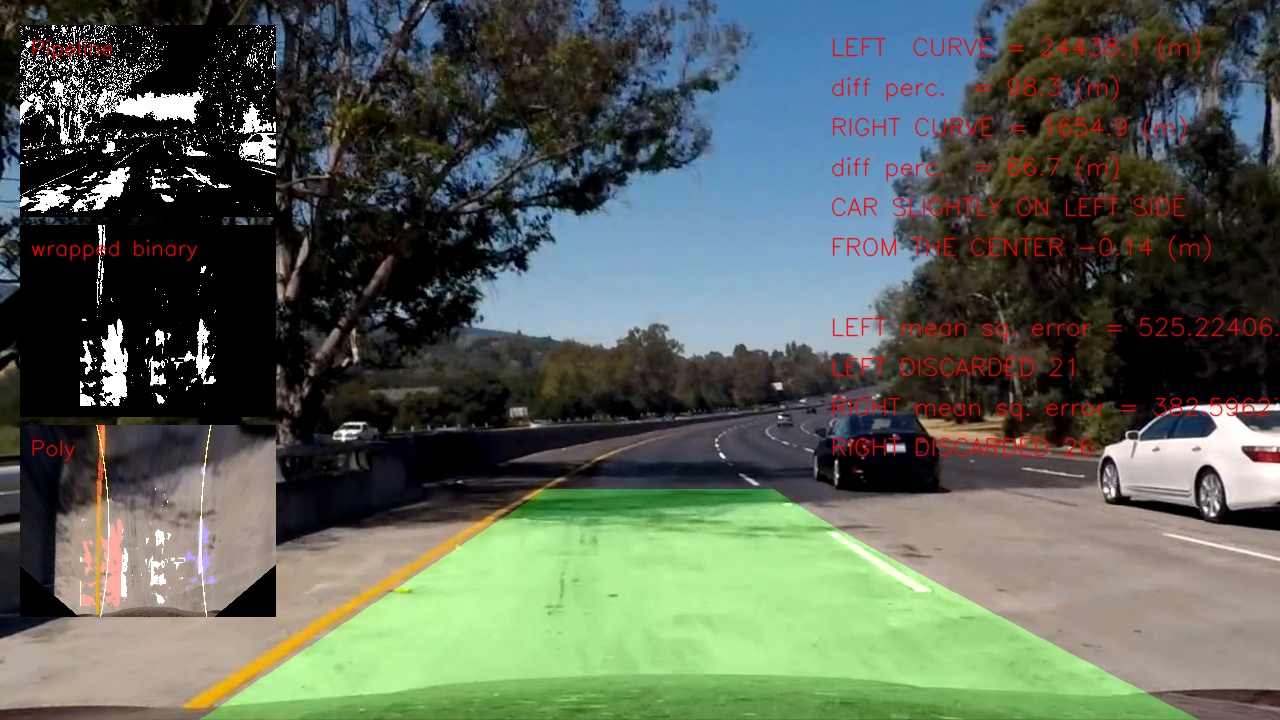 Pipeline
wrapped binary
Poly
LEFT CURVE = 24438.1 (m)
diff perc. = 98.3 (m)
RIGHT CURVE = 1654.9 (m)
diff perc. = 66.7 (m)
CAR SLIGHTLY ON LEFT SIDE
FROM THE CENTER -0.14 (m)
LEFT mean sq. error = 525.22406.
LEFT DISCARDED 21
RIGHT mean sq. error = 382.5962
RIGHT DISCARDED 26